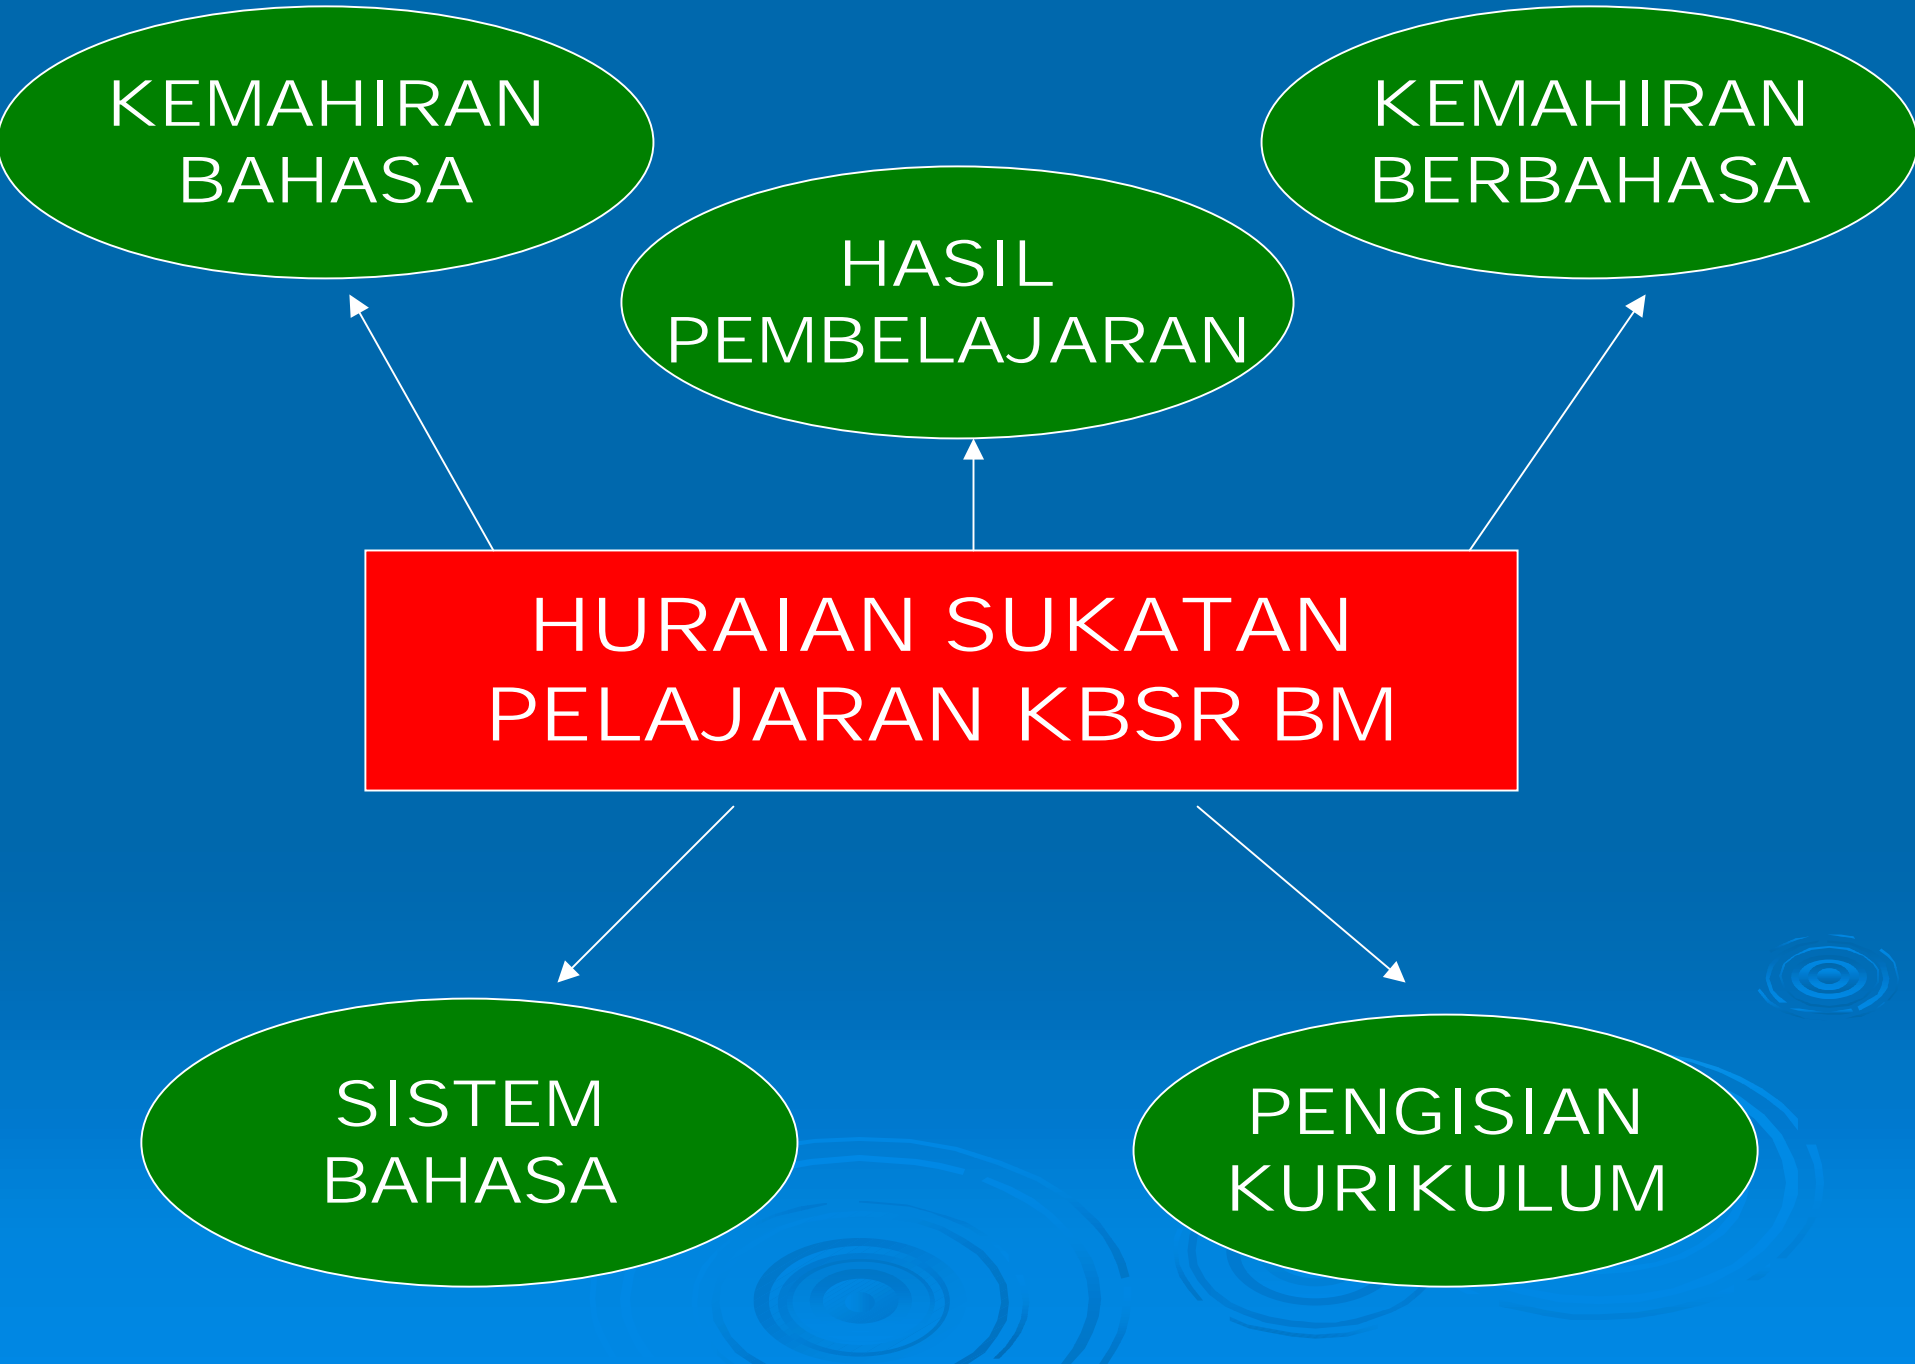 KEMAHIRAN
BAHASA
KEMAHIRAN
BERBAHASA
HASIL
PEMBELAJARAN
HURAIAN SUKATAN
PELAJARAN KBSR BM
SISTEM
BAHASA
PENGISIAN
KURIKULUM